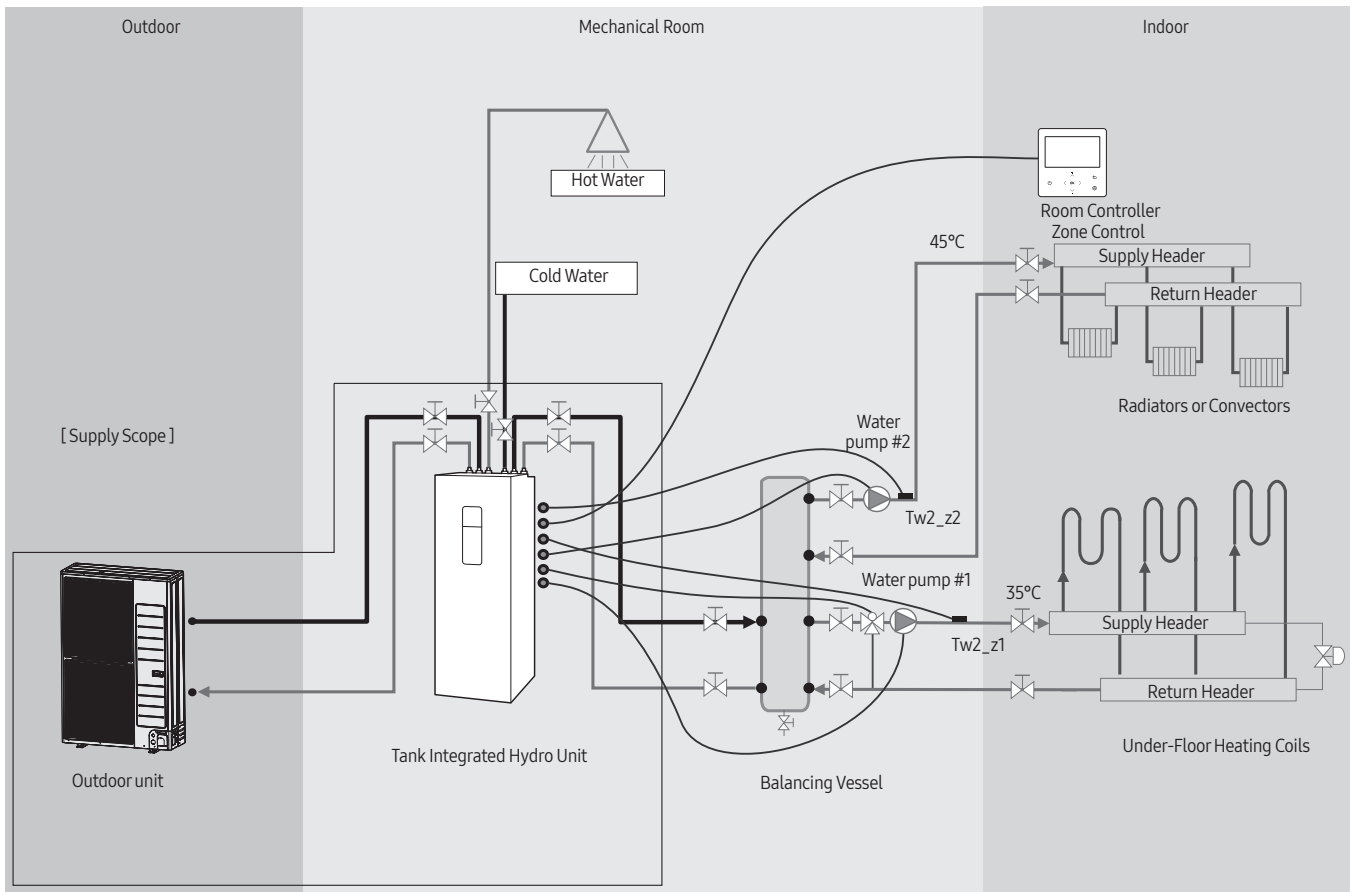 Outdoor
Mechanical Room
Indoor
Hot Water
Room Controller
Zone Control
45°C
Supply Header
Cold Water
Return Header
Radiators or Convectors
[ Supply Scope ]
Water
pump #2
Tw2_z2
Water pump #1
35°C
Supply Header
Tw2_z1
Return Header
Under-Floor Heating Coils
Tank Integrated Hydro Unit
Outdoor unit
Balancing Vessel